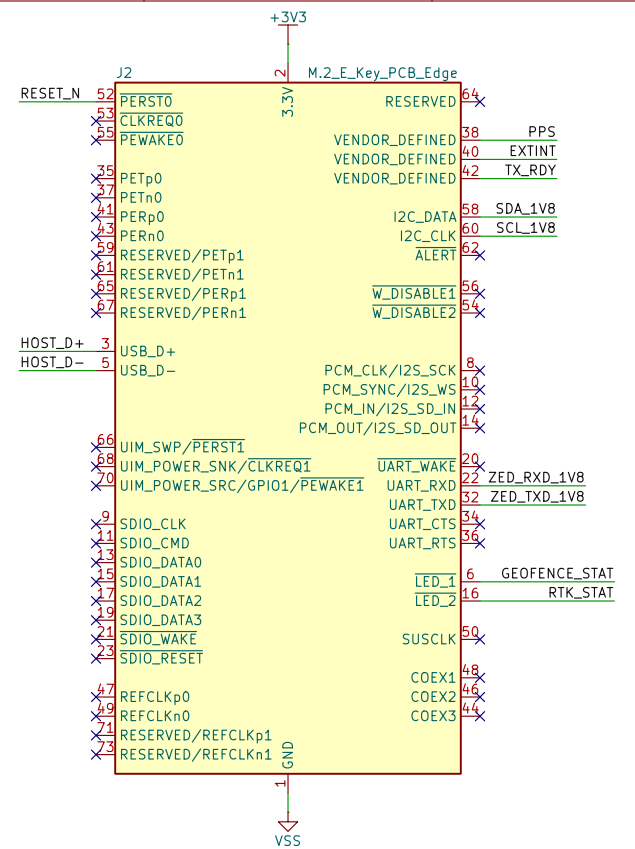 +3V3
J2 M.2_E_Key_PCB_Edge
2
3.3V
RESET_N 52 PERST0
53 CLKREQ0
55 PEWAKE0
35 PETp0
37 PETn0
41 PERp0
43 PERn0
59 RESERVED/PETp1
61 RESERVED/PETn1
65 RESERVED/PERp1
67 RESERVED/PERn1
HOST_D+ 3 USB_D+
HOST_D- 5 USB_D-
66 UIM_SWP/PERST1
68 UIM_POWER_SNK/CLKREQ1
70 UIM_POWER_SRC/GPIO1/PEWAKE1
9 SDIO_CLK
11 SDIO_CMD
13 SDIO_DATA0
15 SDIO_DATA1
17 SDIO_DATA2
19 SDIO_DATA3
21 SDIO_WAKE
23 SDIO_RESET
47 REFCLKp0
49 REFCLKn0
71 RESERVED/REFCLKp1
73 RESERVED/REFCLKn1
RESERVED 64
VENDOR_DEFINED 38 PPS
VENDOR_DEFINED 40 EXTINT
VENDOR_DEFINED 42 TX_RDY
I2C_DATA 58 SDA_1V8
I2C_CLK 60 SCL_1V8
ALERT 62
W_DISABLE1 56
W_DISABLE2 54
PCM_CLK/I2S_SCK 8
PCM_SYNC/I2S_WS 10
PCM_IN/I2S_SD_IN 12
PCM_OUT/I2S_SD_OUT 14
UART_WAKE 20
UART_RXD 22 ZED_RXD_1V8
UART_TXD 32 ZED_TXD_1V8
UART_CTS 34
UART_RTS 36
LED_1 6 GEOFENCE_STAT
LED_2 16 RTK_STAT
SUSCLK 50
COEX1 48
COEX2 46
COEX3 44
GND
1
VSS